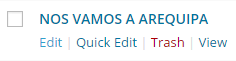 NOS VAMOS A AREQUIPA
Edit | Quick Edit | Trash | View